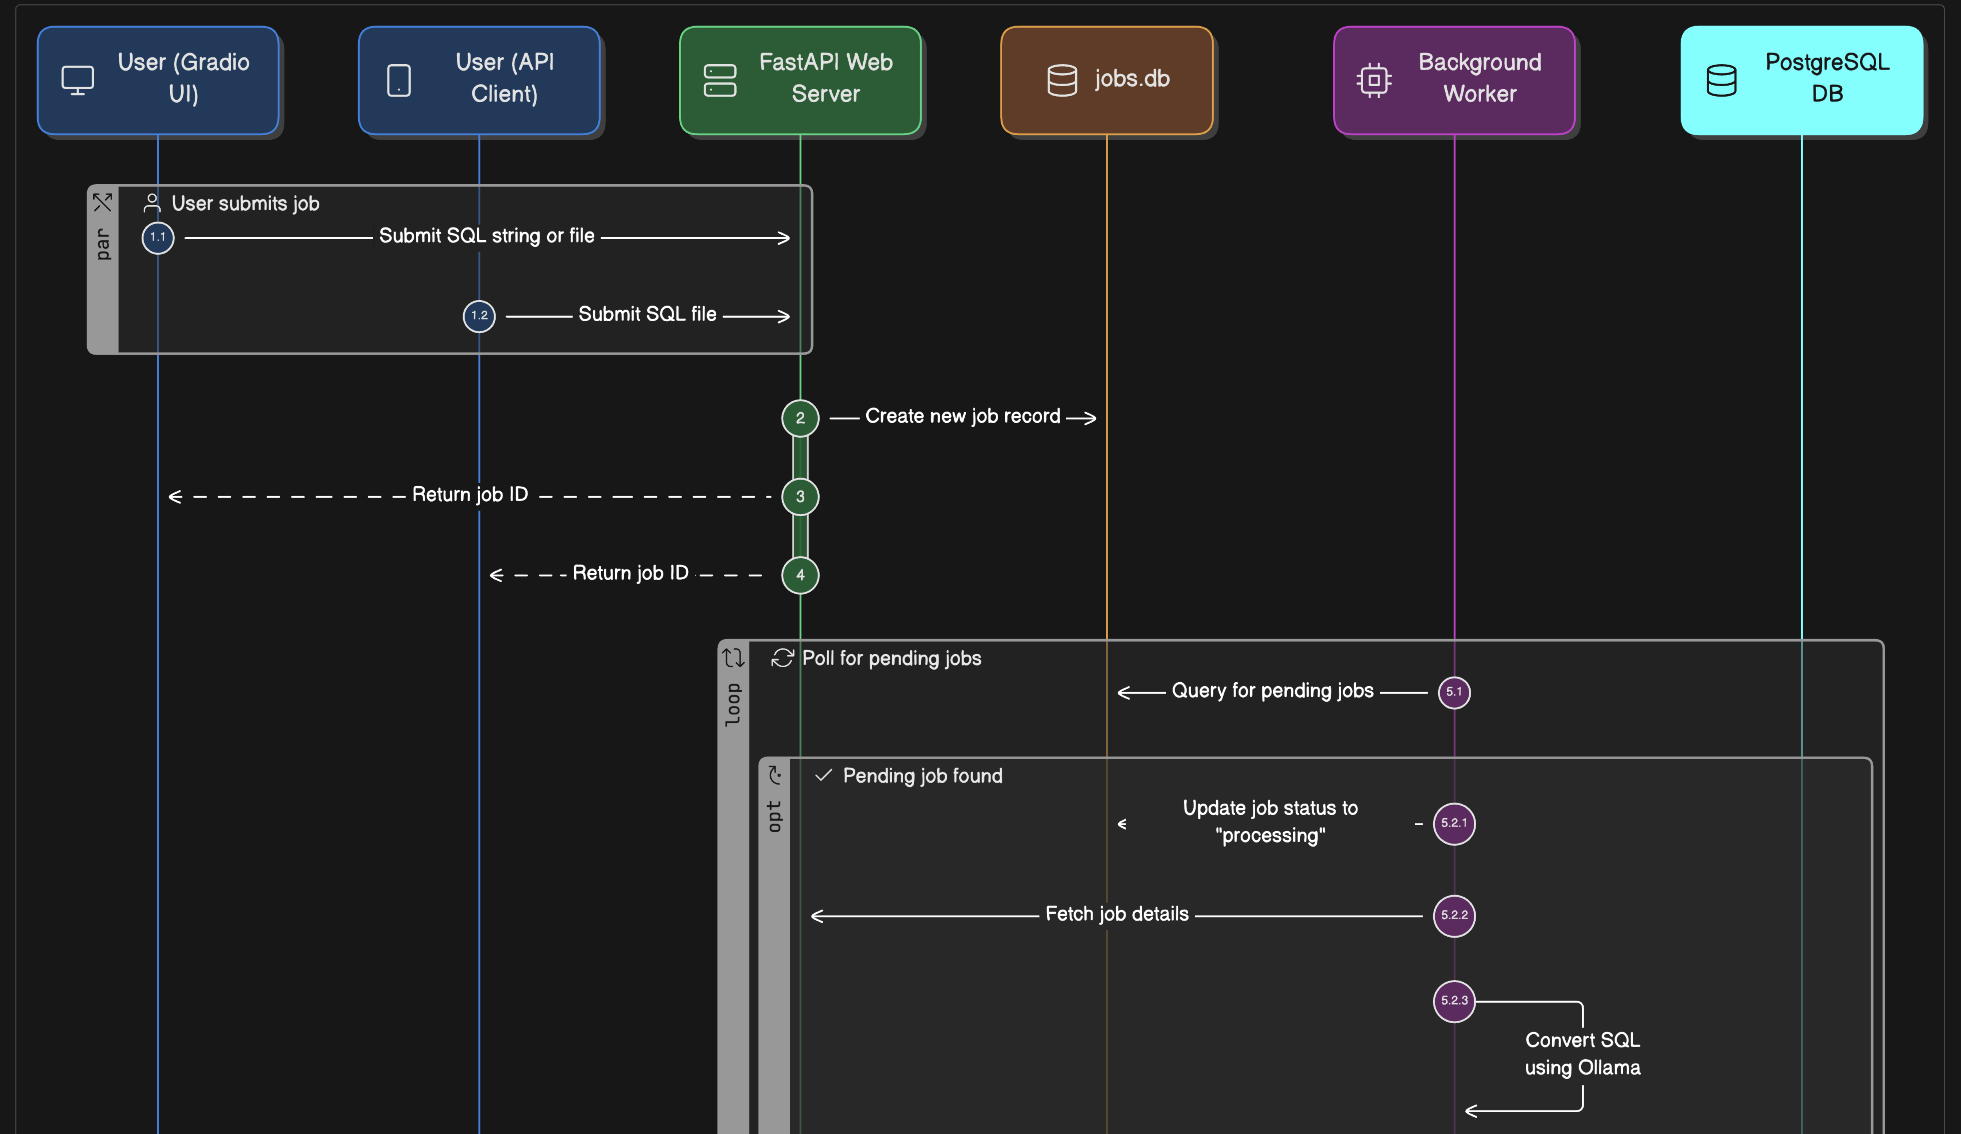 User (Gradio
UI)
User (API
Client)
FastAPI Web
Server
jobs.db
Background
Worker
PostgreSQL
DB
par
User submits job
1.1
Submit SQL string or file
1.2
Submit SQL file
2
Create new job record
Return job ID
3
Return job ID
4
loop
Poll for pending jobs
Query for pending jobs
5.1
opt
Pending job found
Update job status to
"processing"
5.2.1
Fetch job details
5.2.2
5.2.3
Convert SQL
using Ollama